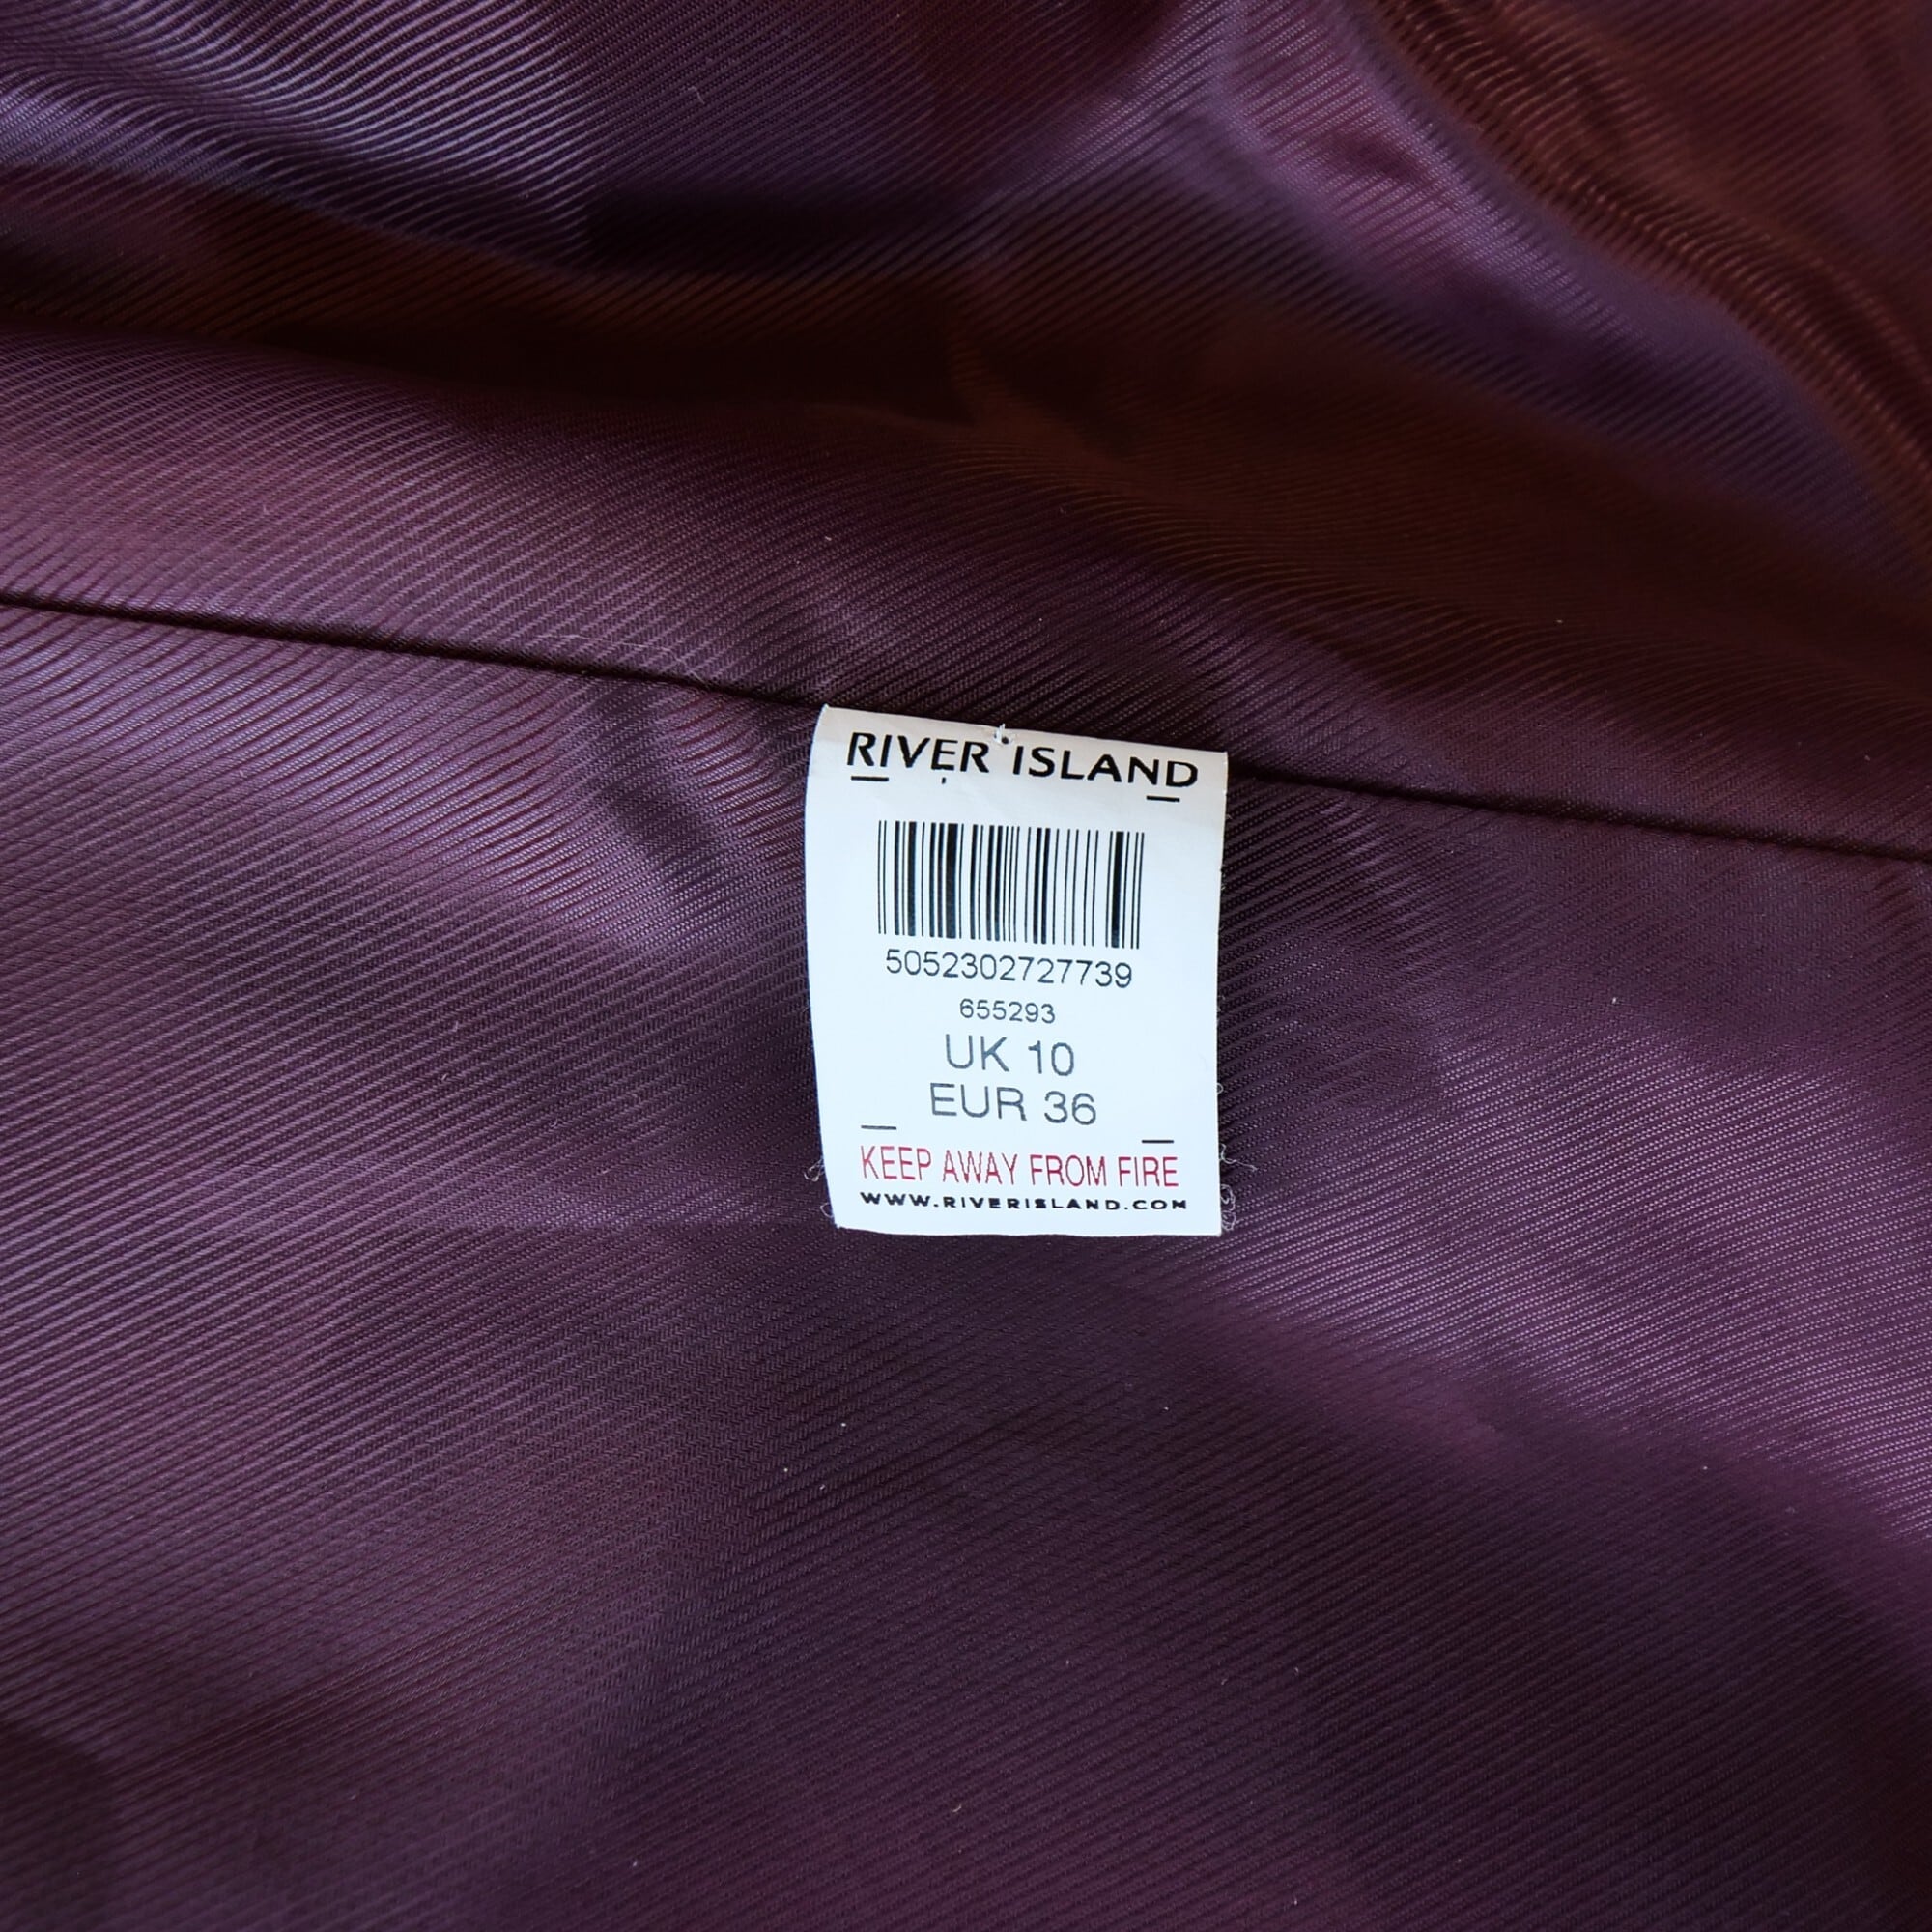 RIVER ISLAND
5052302727739
655293
UK 10
EUR 36
KEEP AWAY FROM FIRE
WWW.RIVERISLAND.COM